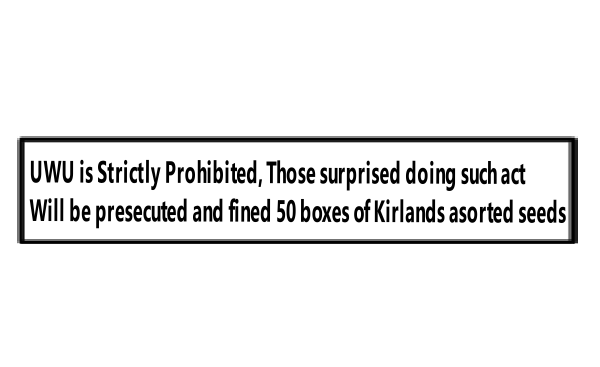 UWU is Strictly Prohibited, Those surprised doing such act
Will be presecuted and fined 50 boxes of Kirlands asorted seeds